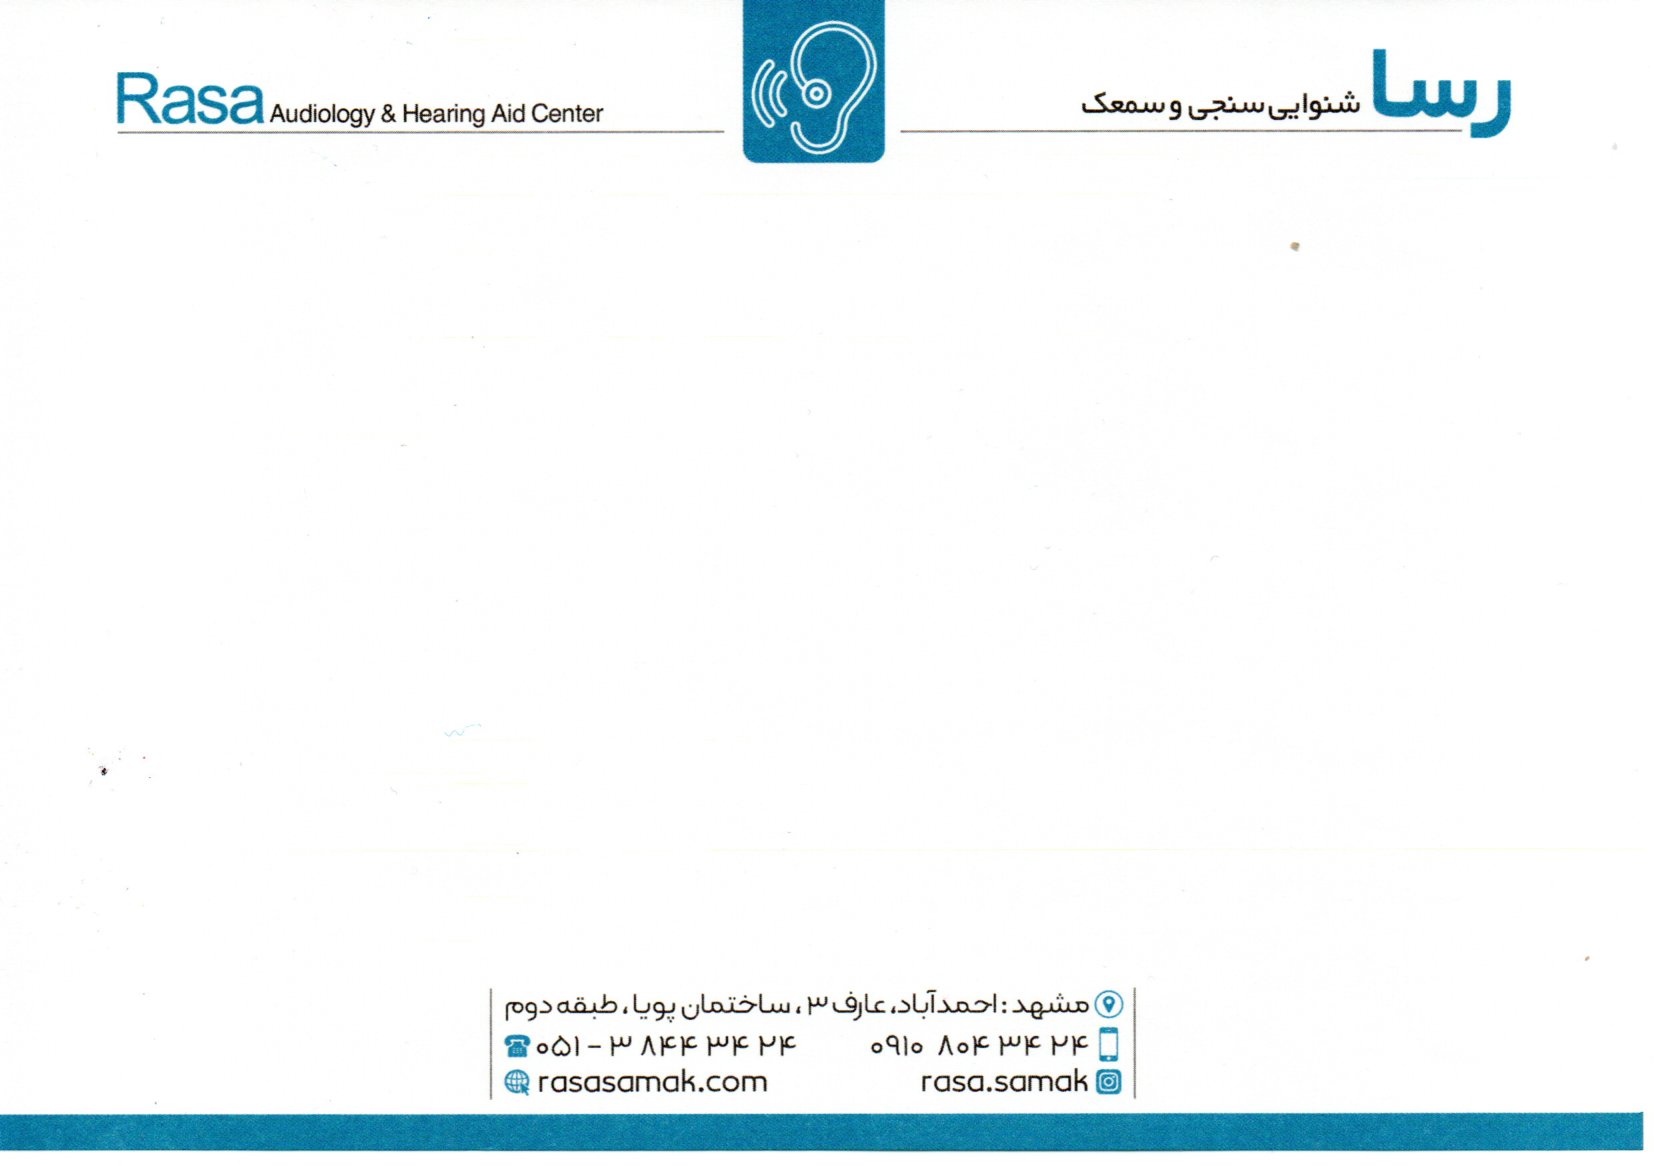 Rasa Audiology & Hearing Aid Center
رسا شنوایی سنجی و سمعک
مشهد: احمدآباد، عارف ۳، ساختمان پویا، طبقه دوم
۰۹۱۰ ۸۰۴ ۳۴ ۲۴
۰۵۱ - ۳ ۸۴۴ ۳۴ ۲۴
rasa.samak
rasasamak.com